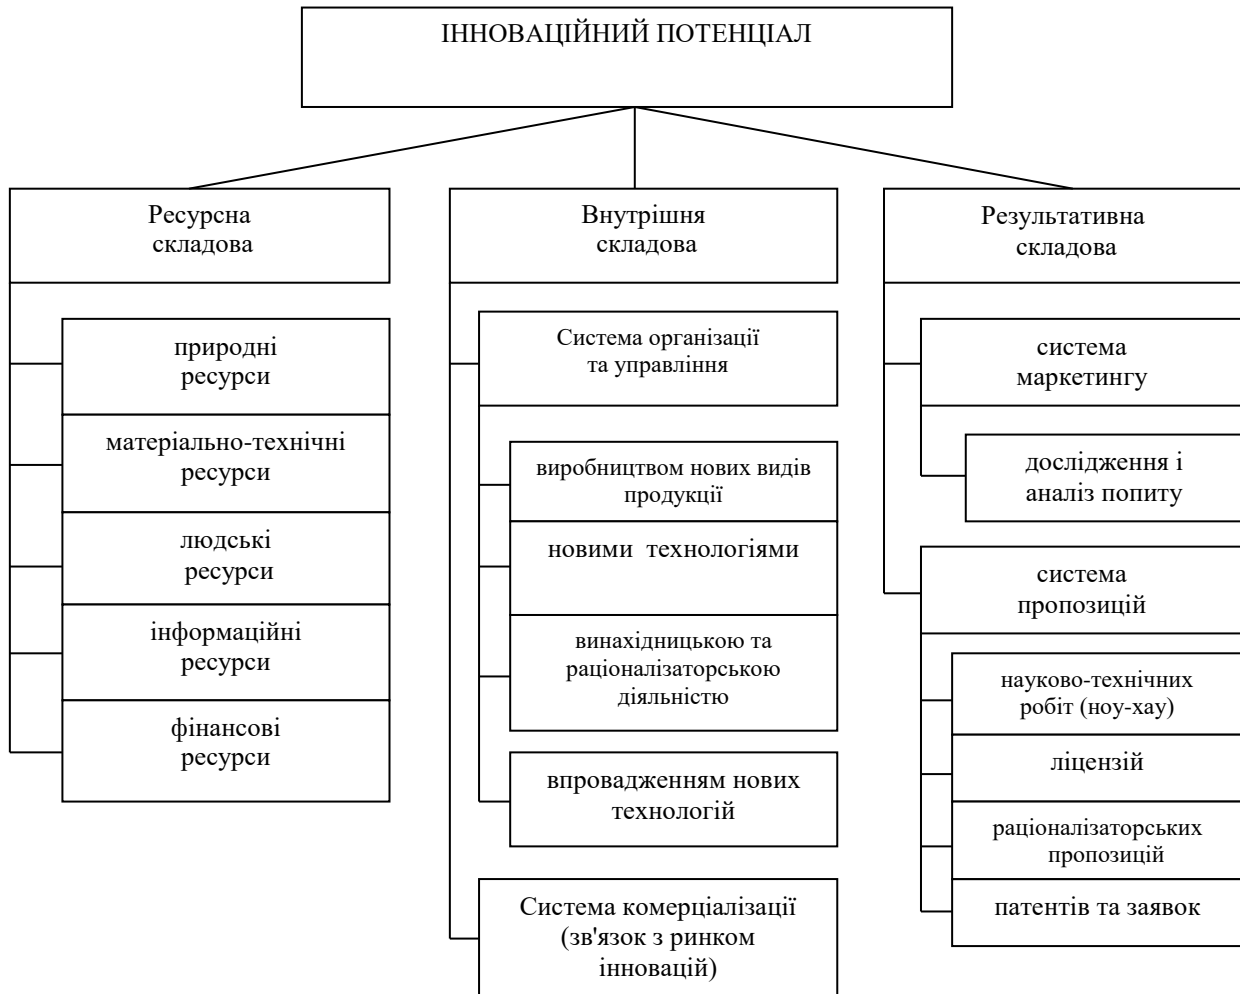 ІННОВАЦІЙНИЙ ПОТЕНЦІАЛ
Ресурсна
складова
природні
ресурси
матеріально-технічні
ресурси
людські
ресурси
інформаційні
ресурси
фінансові
ресурси
Внутрішня
складова
Система організації
та управління
виробництвом нових видів
продукції
новими технологіями
винахідницькою та
раціоналізаторською
діяльністю
впровадженням нових
технологій
Система комерціалізації
(зв'язок з ринком
інновацій)
Результативна
складова
система
маркетингу
дослідження і
аналіз попиту
система
пропозицій
науково-технічних
робіт (ноу-хау)
ліцензій
раціоналізаторських
пропозицій
патентів та заявок